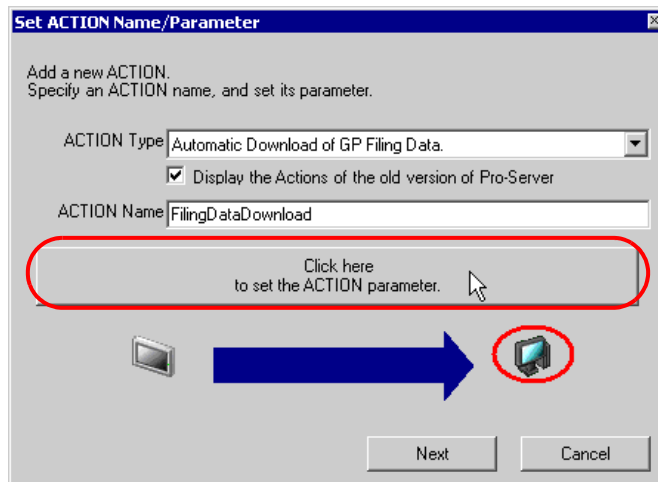 Set ACTION Name/Parameter
Add a new ACTION.
Specify an ACTION name, and set its parameter.
ACTION Type Automatic Download of GP Filing Data.
Display the Actions of the old version of Pro-Server
ACTION Name FilingDataDownload
Click here
to set the ACTION parameter.
Next Cancel